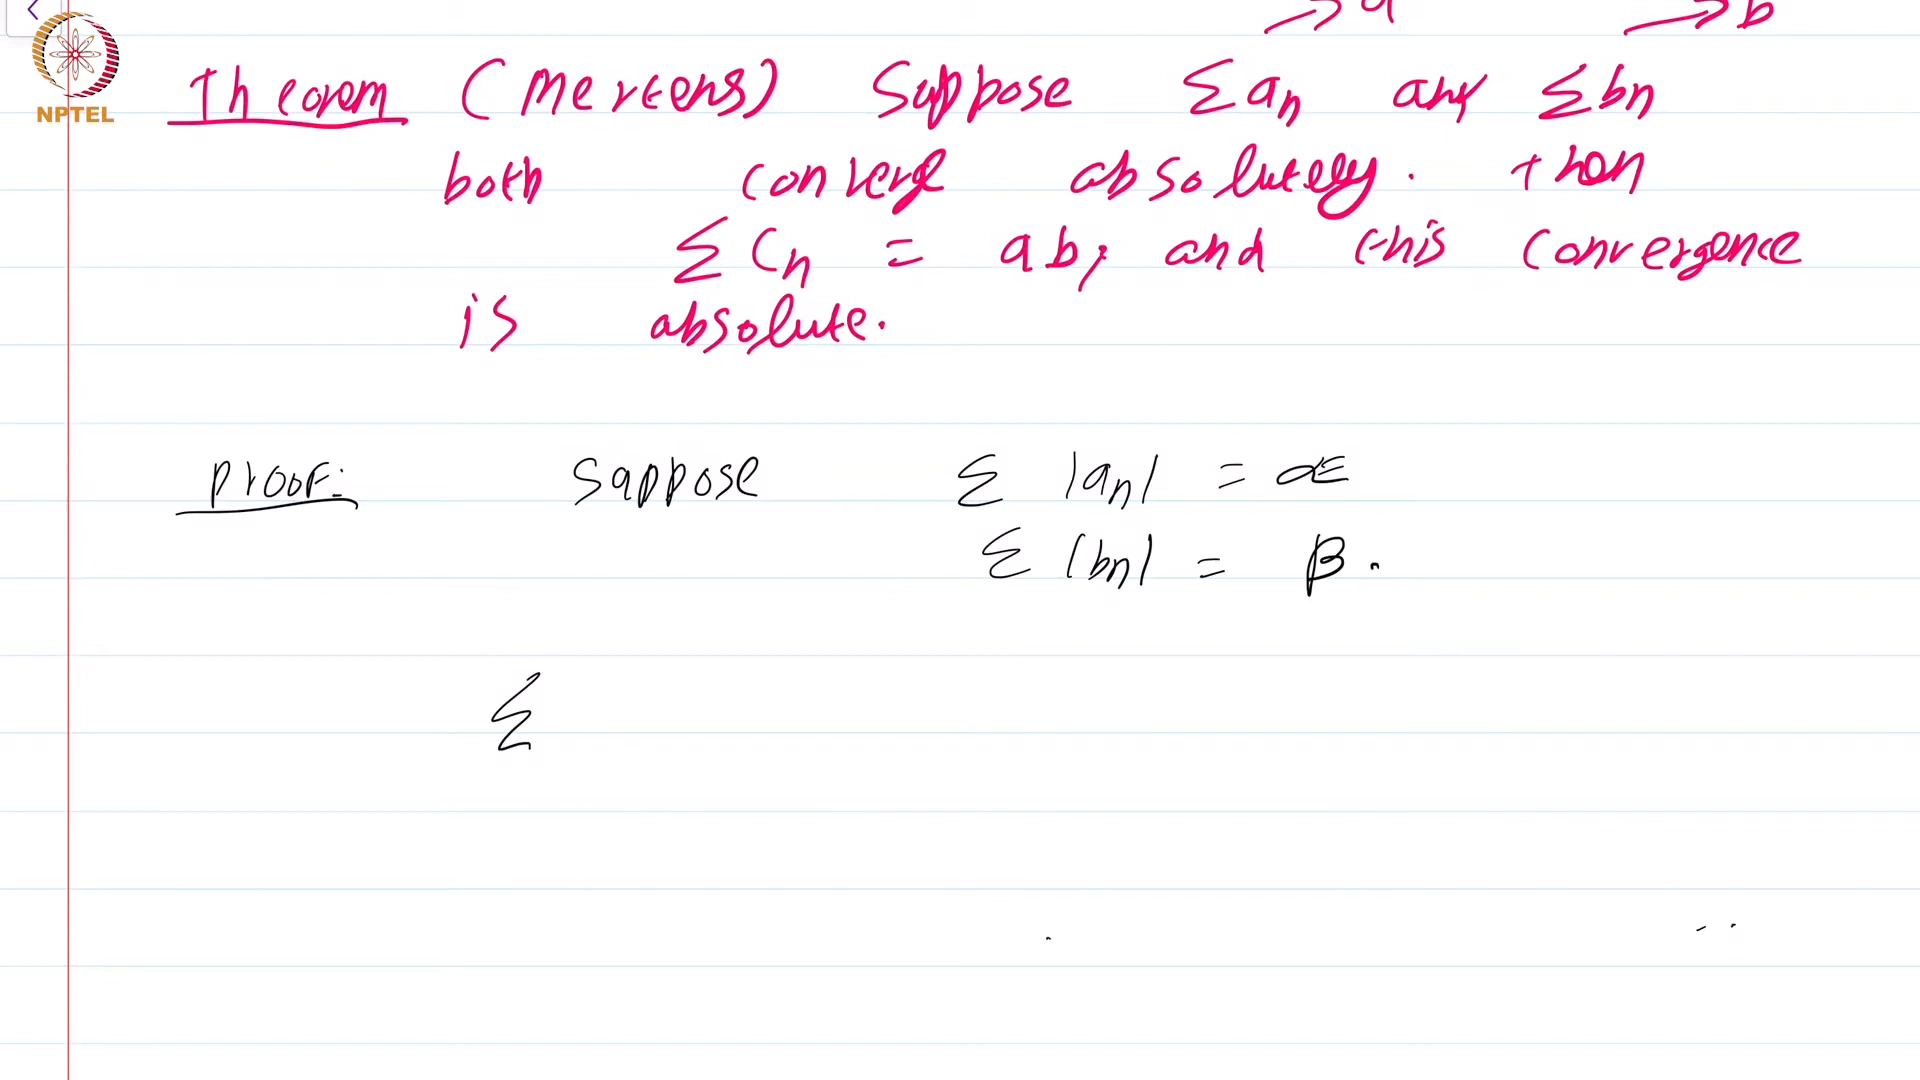 → a → b
NPTEL
Theorem (Mertens) Suppose Σan and Σbn
both converge absolutely. then
ΣCn = ab, and this convergence
is absolute.
Proof: Suppose Σ |an| = α
Σ |bn| = β.
Σ